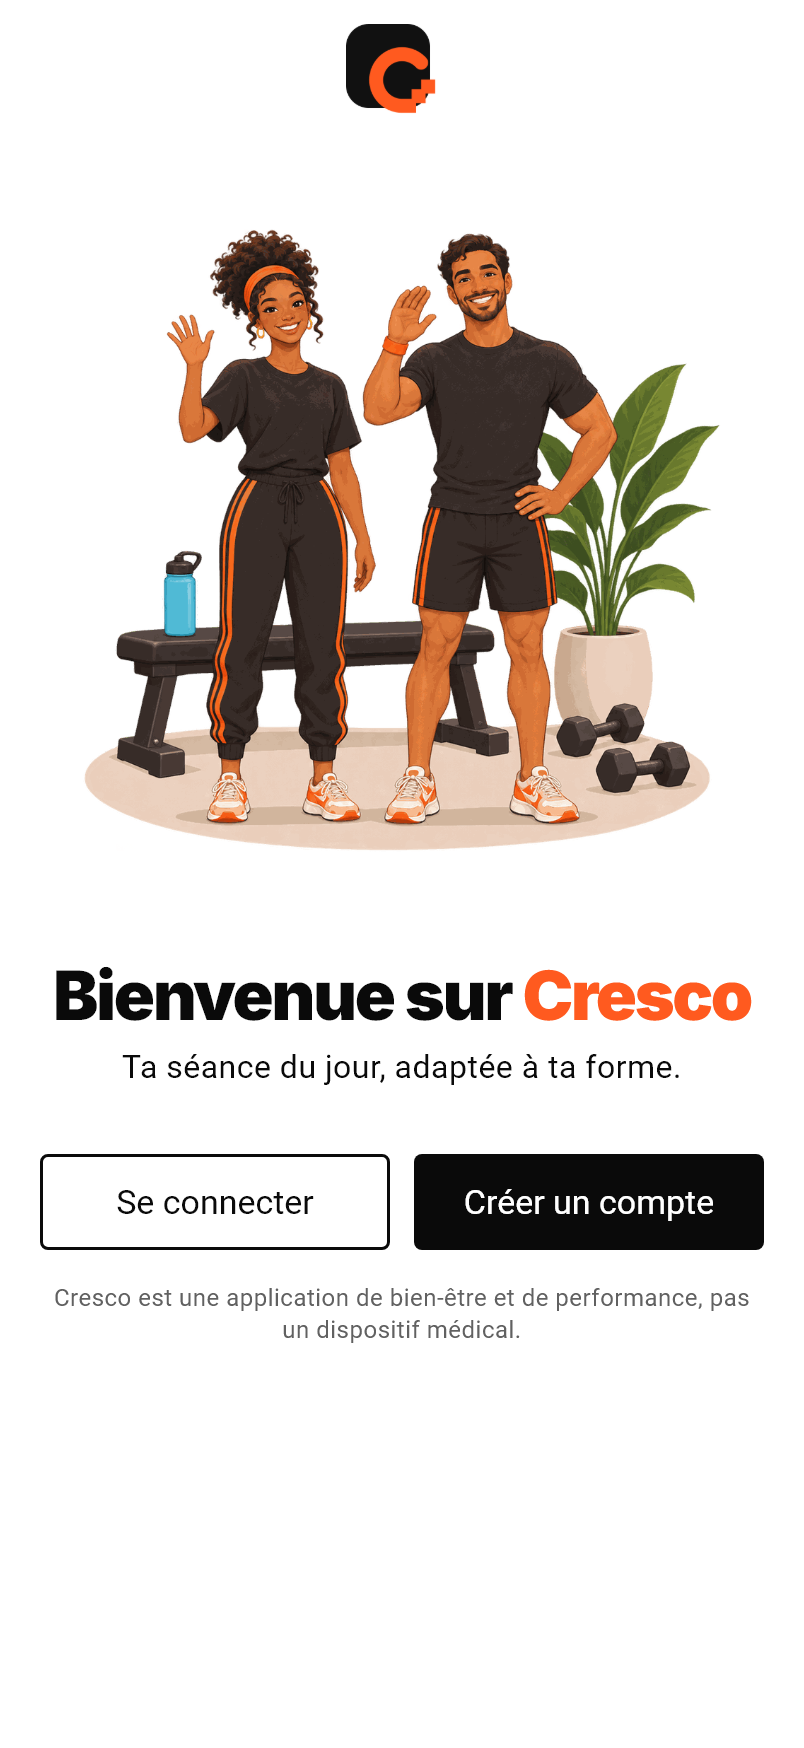 Bienvenue sur Cresco
Ta séance du jour, adaptée à ta forme.
Se connecter
Créer un compte
Cresco est une application de bien-être et de performance, pas
un dispositif médical.